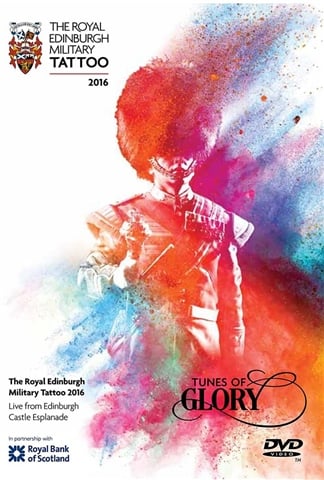 THE ROYAL
EDINBURGH
MILITARY
TATTOO
2016
The Royal Edinburgh
Military Tattoo 2016
Live from Edinburgh
Castle Esplanade
In partnership with
Royal Bank
of Scotland
TUNES OF
GLORY
DVD
VIDEO
TM